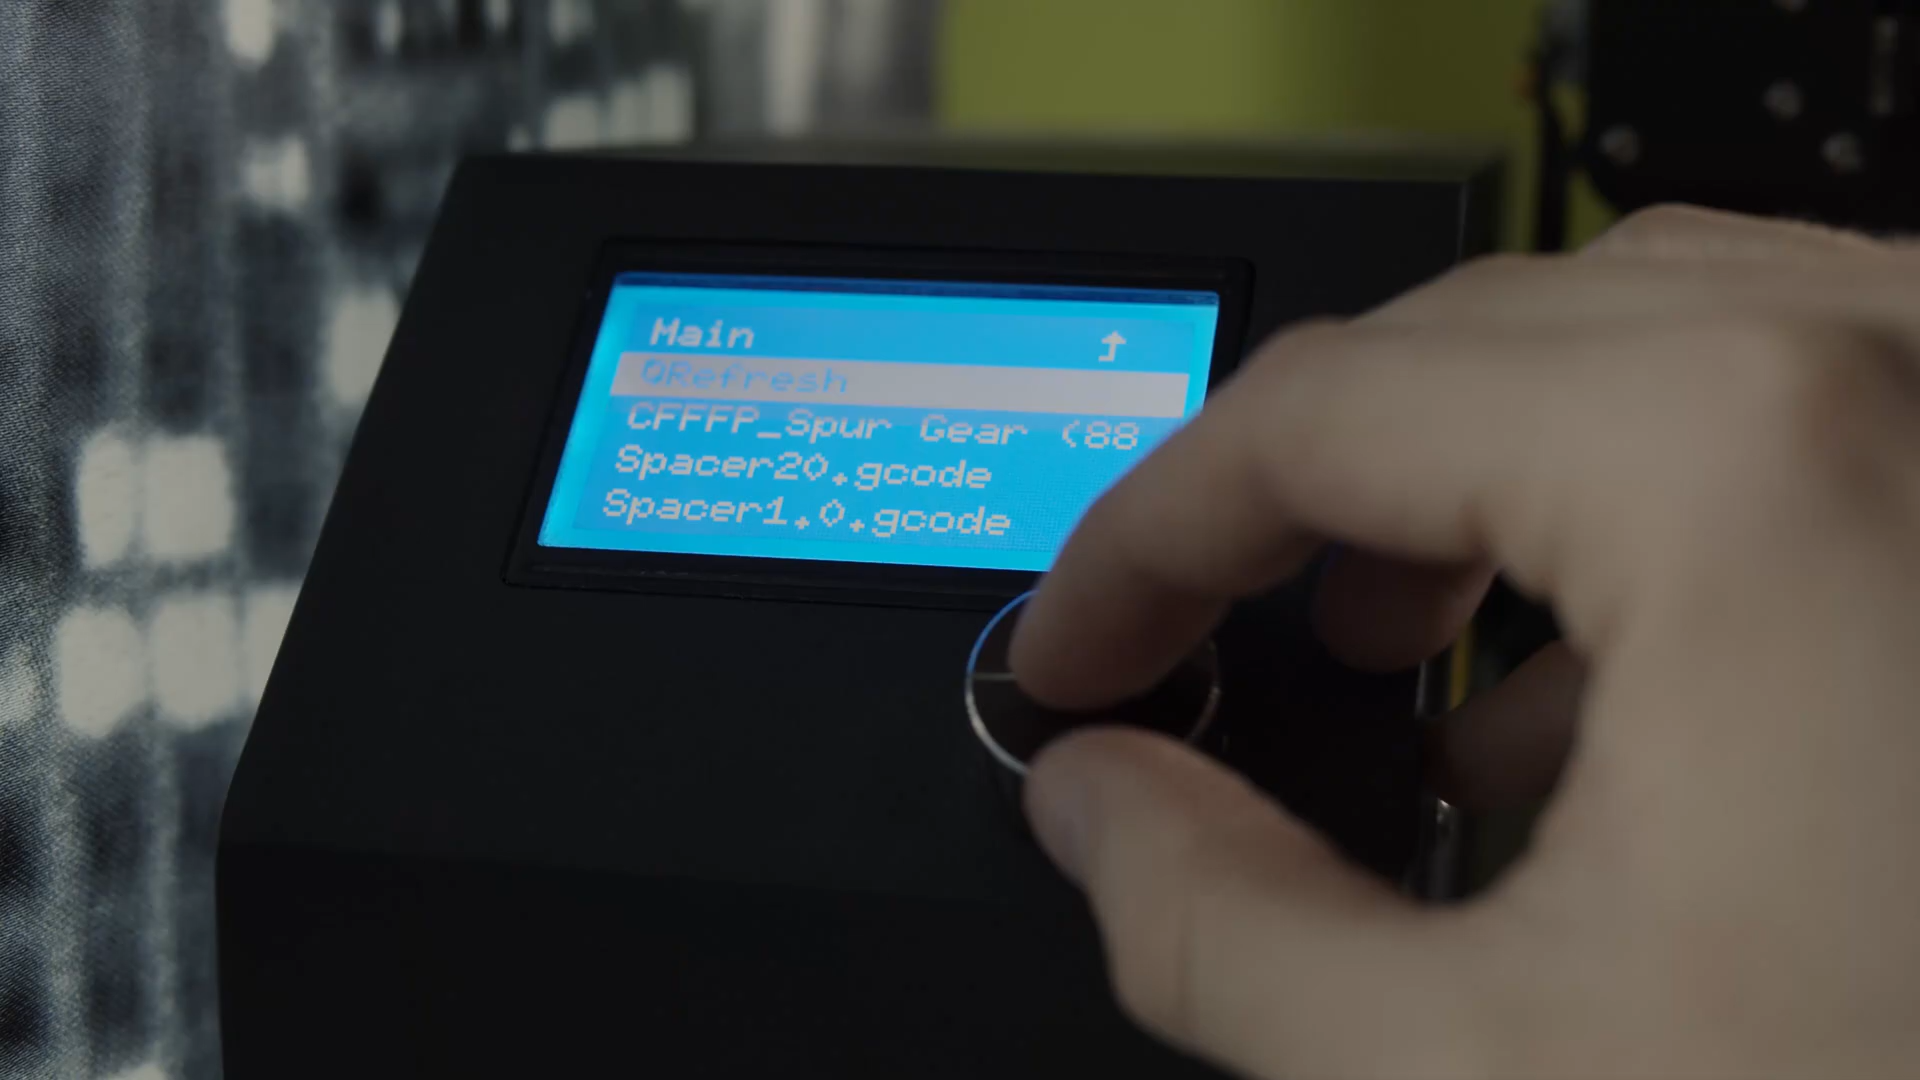 Main
Refresh
CFFFP_Spur Gear (88
Spacer20.gcode
Spacer1.0.gcode